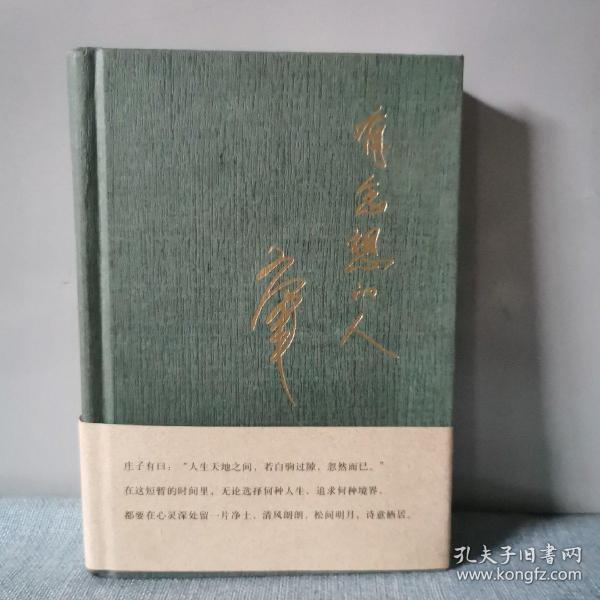 有念想的人
庄子有曰：“人生天地之间，若白驹过隙，忽然而已。”
在这短暂的时间里，无论选择何种人生、追求何种境界，
都要在心灵深处留一片净土、清风朗朗，松间明月，诗意栖居。
孔夫子旧书网
www.kongfz.com